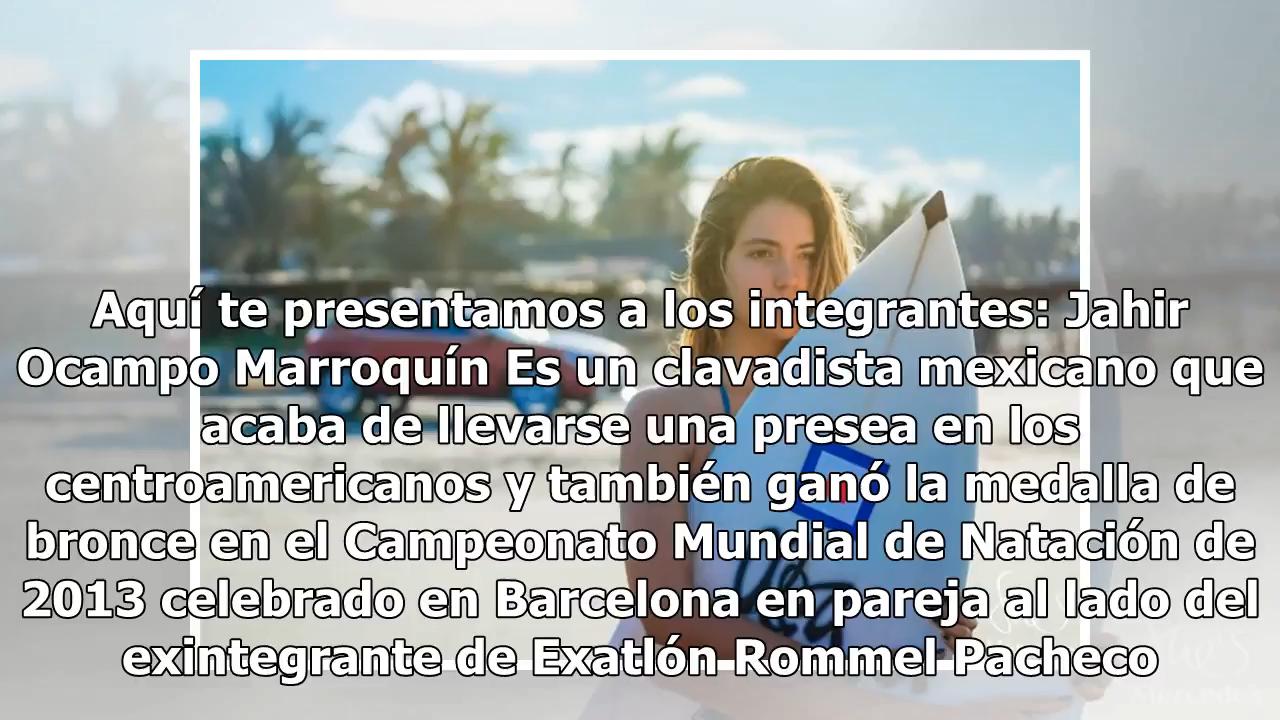 Aquí te presentamos a los integrantes: Jahir
Ocampo Marroquín Es un clavadista mexicano que
acaba de llevarse una presea en los
centroamericanos y también ganó la medalla de
bronce en el Campeonato Mundial de Natación de
2013 celebrado en Barcelona en pareja al lado del
exintegrante de Exatlón Rommel Pacheco